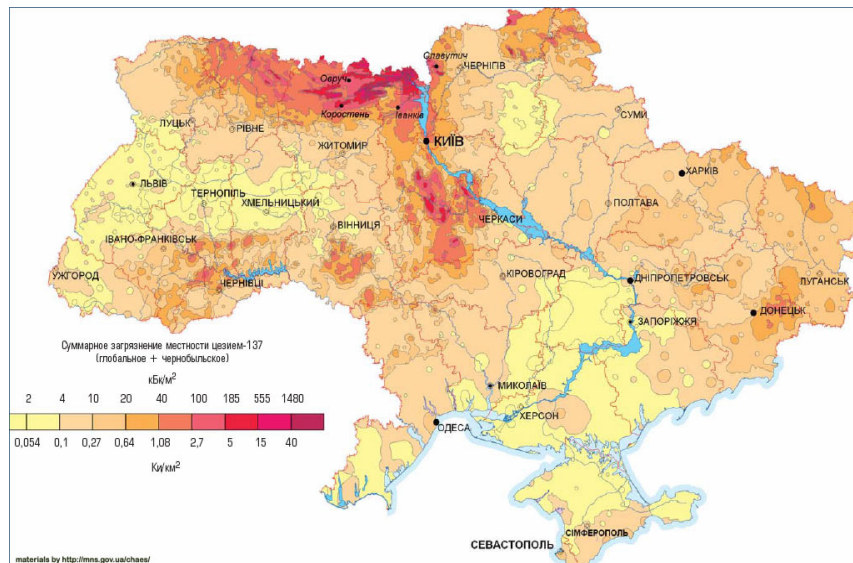 Славутич
ЧЕРНІГІВ
Овруч
Коростень
Іванків
СУМИ
ЛУЦЬК
РІВНЕ
КИЇВ
ЖИТОМИР
ХАРКІВ
ЛЬВІВ
ТЕРНОПІЛЬ
ХМЕЛЬНИЦЬКИЙ
ПОЛТАВА
ЧЕРКАСИ
ВІННИЦЯ
ІВАНО-ФРАНКІВСЬК
УЖГОРОД
ЧЕРНІВЦІ
КІРОВОГРАД
ДНІПРОПЕТРОВСЬК
ЛУГАНСЬК
ДОНЕЦЬК
ЗАПОРІЖЖЯ
Суммарное загрязнение местности цезием-137
(глобальное + чернобыльское)
кБк/м²
2 4 10 20 40 100 185 555 1480
0,054 0,1 0,27 0,64 1,08 2,7 5 15 40
Ки/км²
МИКОЛАЇВ
ХЕРСОН
ОДЕСА
СІМФЕРОПОЛЬ
СЕВАСТОПОЛЬ
materials by http://mns.gov.ua/chaes/